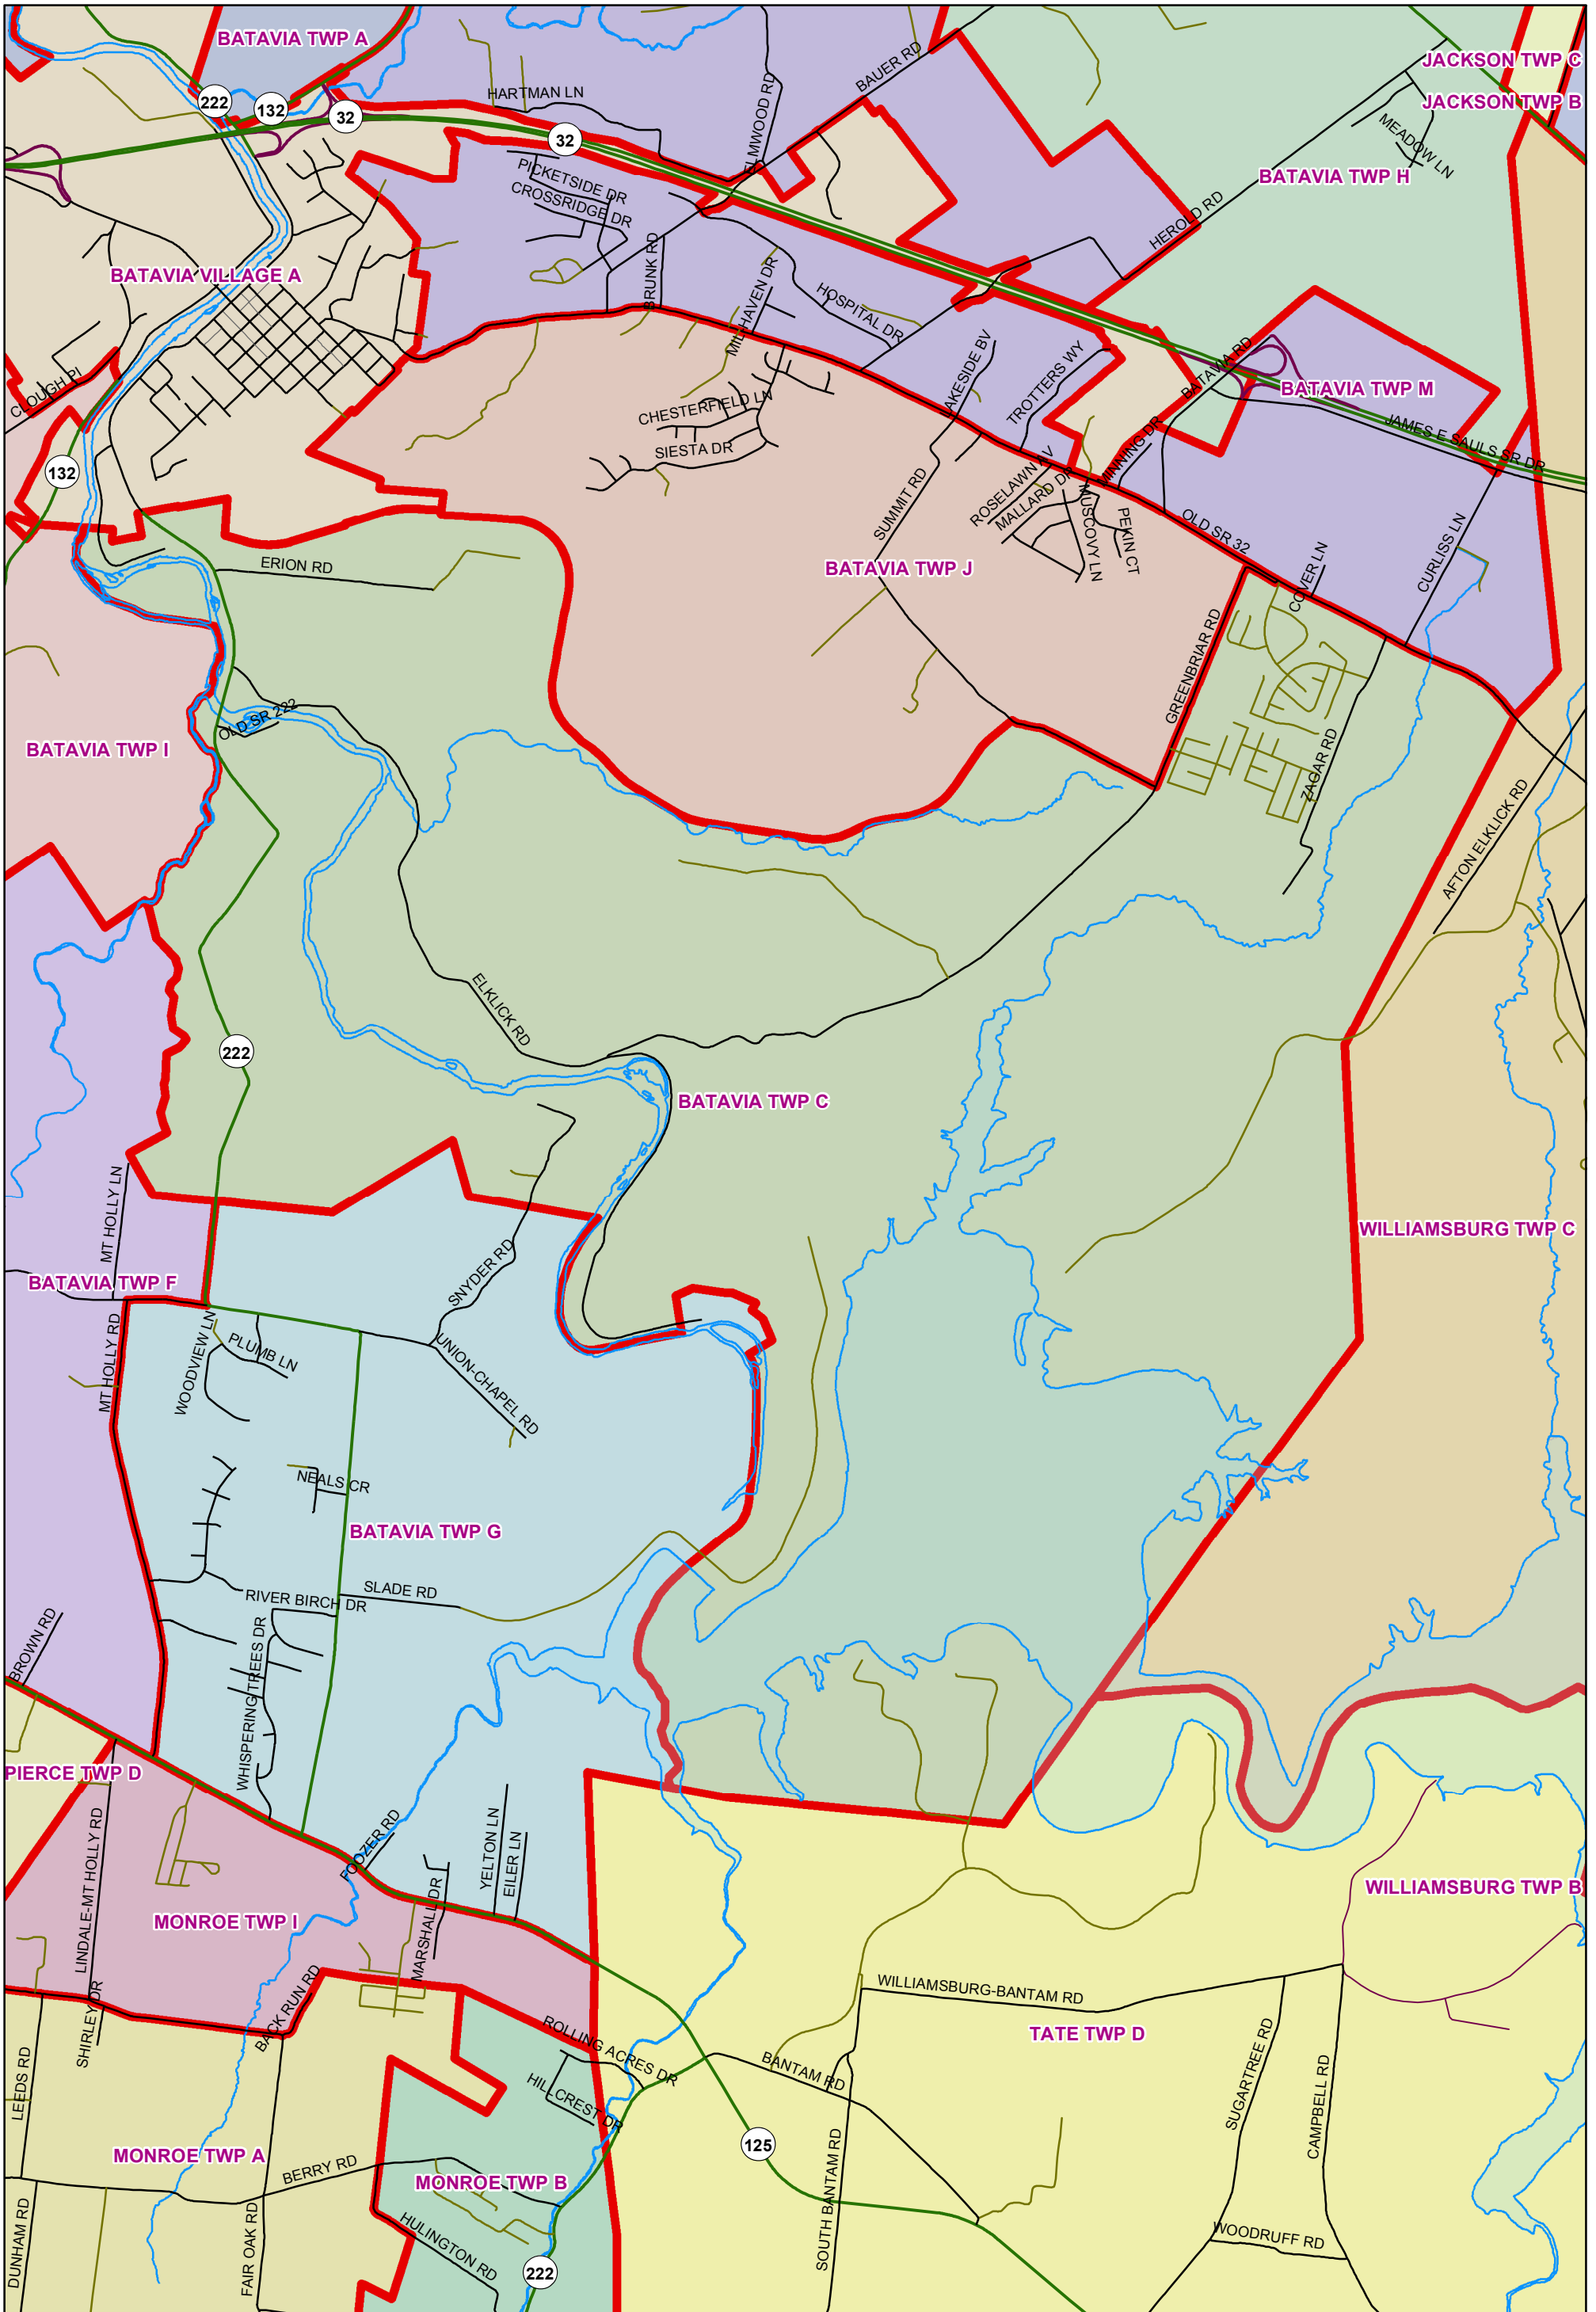 BATAVIA TWP A
JACKSON TWP C
BAUER RD
HARTMAN LN
ELMWOOD RD
222
132
32
JACKSON TWP B
32
MEADOW LN
PICKETSIDE DR
CROSSRIDGE DR
BATAVIA TWP H
HEROLD RD
BATAVIA VILLAGE A
BRUNK RD
MILLHAVEN DR
HOSPITAL DR
CLOUGH PI
LAKESIDE BV
TROTTERS WY
BATAVIA RD
BATAVIA TWP M
CHESTERFIELD LN
SIESTA DR
JAMES E SAULS SR DR
132
SUMMIT RD
ROSELAWN BV
MALLARD DR
MINNING DR
MUSCOVY LN
PEKIN CT
OLD SR 32
ERION RD
BATAVIA TWP J
COVER LN
CURLISS LN
GREENBRIAR RD
OLD SR 222
BATAVIA TWP I
ZAGAR RD
AFTON ELKLICK RD
ELKLICK RD
222
BATAVIA TWP C
MT HOLLY LN
SNYDER RD
WILLIAMSBURG TWP C
BATAVIA TWP F
MT HOLLY RD
WOODVIEW LN
PLUMB LN
UNION-CHAPEL RD
NEALS CR
BATAVIA TWP G
SLADE RD
RIVER BIRCH DR
BROWN RD
WHISPERING TREES DR
PIERCE TWP D
LINDALE-MT HOLLY RD
FOOZER RD
YELTON LN
EILER LN
MARSHALL DR
WILLIAMSBURG TWP B
MONROE TWP I
SHIRLEY DR
BACK RUN RD
WILLIAMSBURG-BANTAM RD
TATE TWP D
ROLLING ACRES DR
BANTAM RD
LEEDS RD
HILLCREST DR
SUGARTREE RD
CAMPBELL RD
125
MONROE TWP A
BERRY RD
MONROE TWP B
SOUTH BANTAM RD
DUNHAM RD
FAIR OAK RD
HULINGTON RD
WOODRUFF RD
222